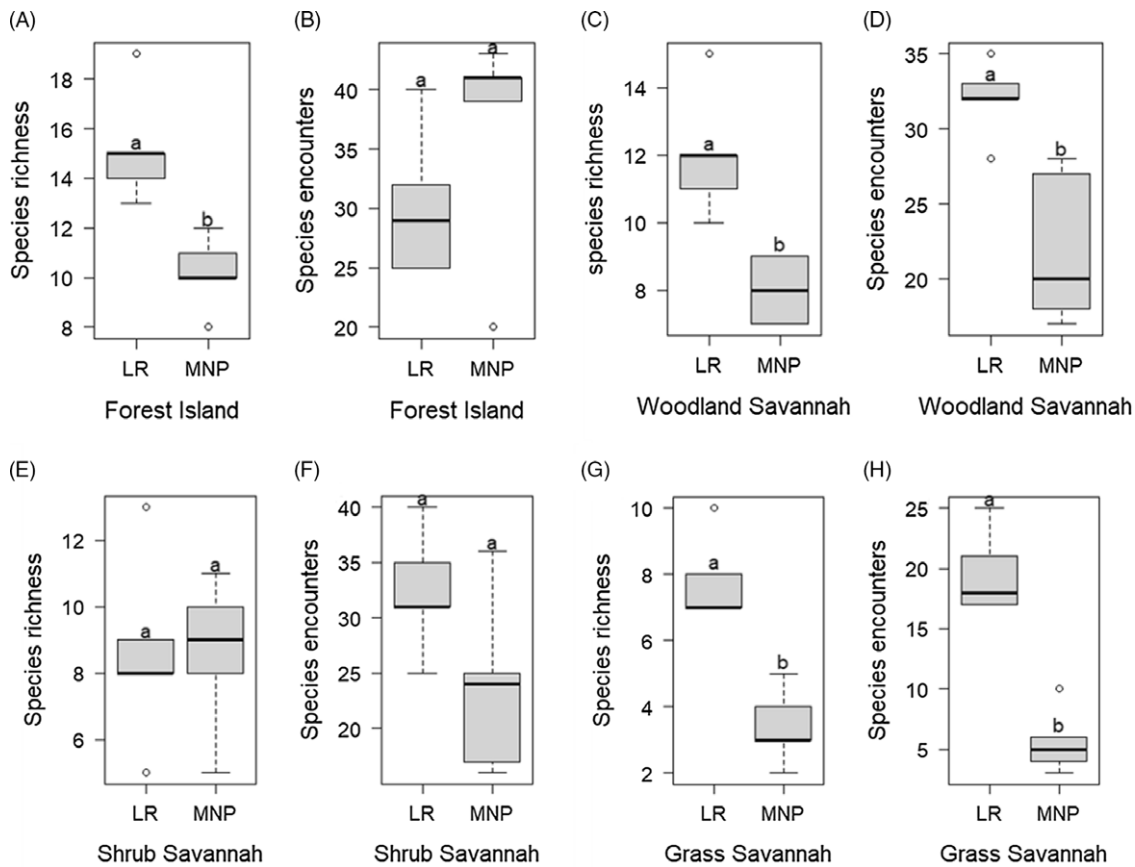 (A)
Species richness
18
16
14
12
10
8
a
b
LR MNP
Forest Island
(B)
Species encounters
40
35
30
25
20
a
a
LR MNP
Forest Island
(C)
species richness
14
12
10
8
a
b
LR MNP
Woodland Savannah
(D)
Species encounters
35
30
25
20
a
b
LR MNP
Woodland Savannah
(E)
Species richness
12
10
8
6
a
a
LR MNP
Shrub Savannah
(F)
Species encounters
40
35
30
25
20
a
a
LR MNP
Shrub Savannah
(G)
Species richness
10
8
6
4
2
a
b
LR MNP
Grass Savannah
(H)
Species encounters
25
20
15
10
5
a
b
LR MNP
Grass Savannah